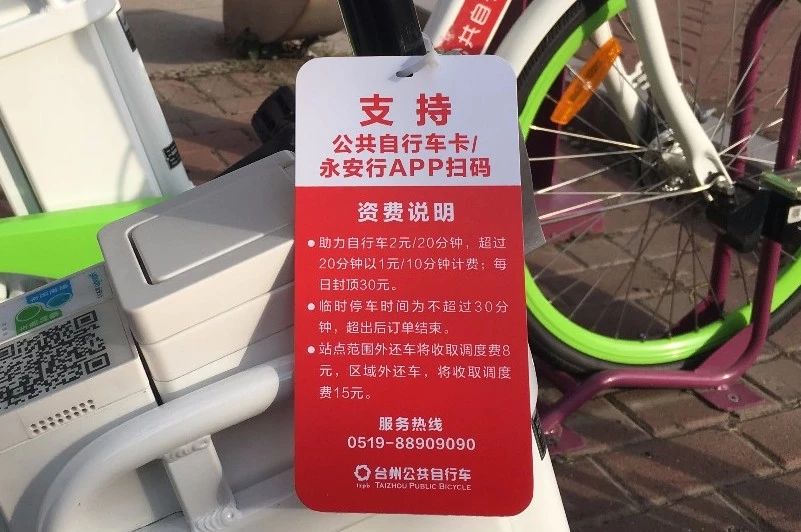 共自
支持
公共自行车卡/
永安行APP扫码
资费说明
●助力自行车2元/20分钟，超过
20分钟以1元/10分钟计费；每
日封顶30元。
●临时停车时间为不超过30分
钟，超出后订单结束。
●站点范围外还车将收取调度费8
元，区域外还车，将收取调度
费15元。
服务热线
0519-88909090
台州公共自行车
TAIZHOU PUBLIC BICYCLE